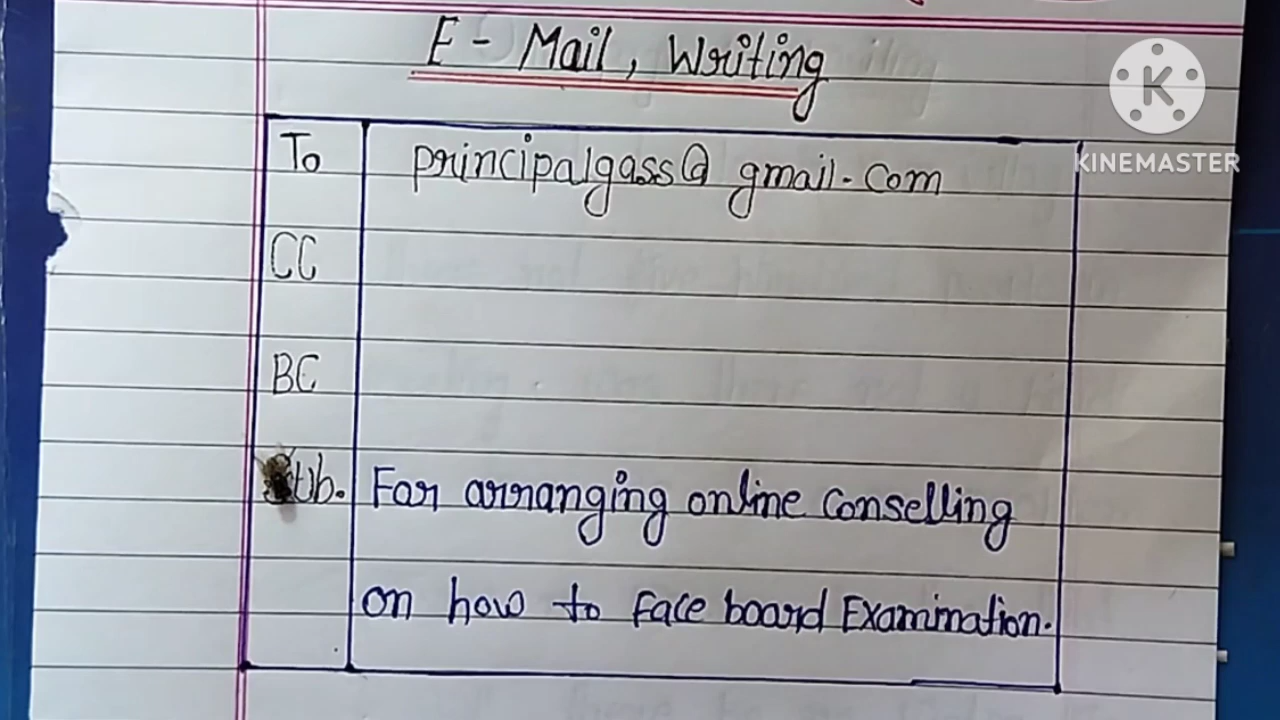 E - Mail, Writing
To principalgass@ gmail.com
CC
BC
Sub. For arranging online Conselling
on how to Face board Examination.
K
KINEMASTER